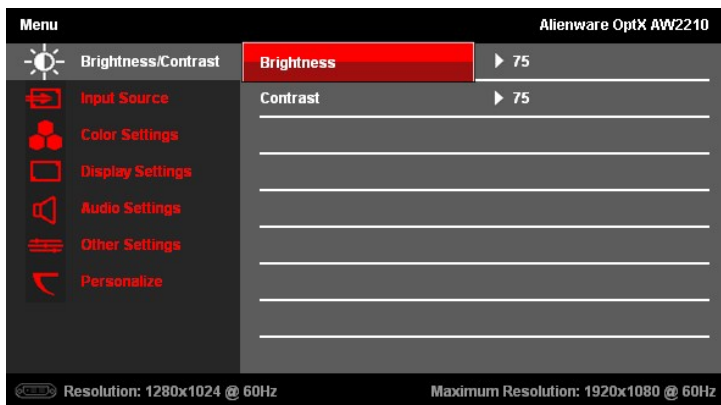 Menu Alienware OptX AW2210
Brightness/Contrast Brightness 75
Input Source Contrast 75
Color Settings
Display Settings
Audio Settings
Other Settings
Personalize
Resolution: 1280x1024 @ 60Hz Maximum Resolution: 1920x1080 @ 60Hz